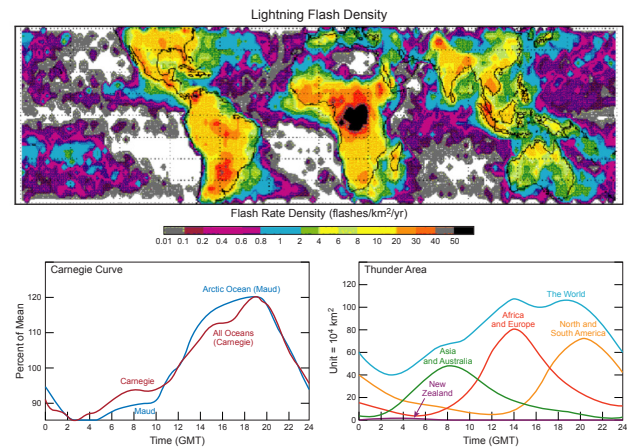 Lightning Flash Density
Flash Rate Density (flashes/km²/yr)
0.01 0.1 0.2 0.4 0.6 0.8 1 2 4 6 8 10 20 30 40 50
Carnegie Curve
Percent of Mean
120
110
100
90
Arctic Ocean (Maud)
All Oceans
(Carnegie)
Carnegie
Maud
0 2 4 6 8 10 12 14 16 18 20 22 24
Time (GMT)
Thunder Area
Unit = 10⁴ km²
100
80
60
40
20
0
The World
Africa
and Europe
North and
South America
Asia
and Australia
New
Zealand
0 2 4 6 8 10 12 14 16 18 20 22 24
Time (GMT)